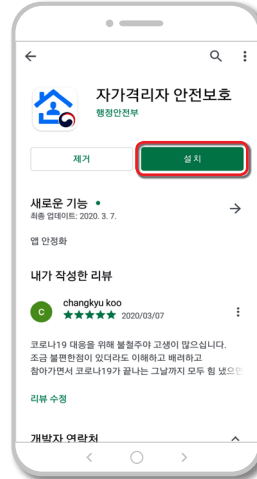 자가격리자 안전보호
행정안전부
제거
설치
새로운 기능 •
최종 업데이트: 2020. 3. 7.
앱 안정화
내가 작성한 리뷰
C
changkyu koo
★★★★★ 2020/03/07
코로나19 대응을 위해 불철주야 고생이 많으십니다.
조금 불편한점이 있더라도 이해하고 배려하고
참아가면서 코로나19가 끝나는 그날까지 모두 힘 냈으면
리뷰 수정
개발자 연락처